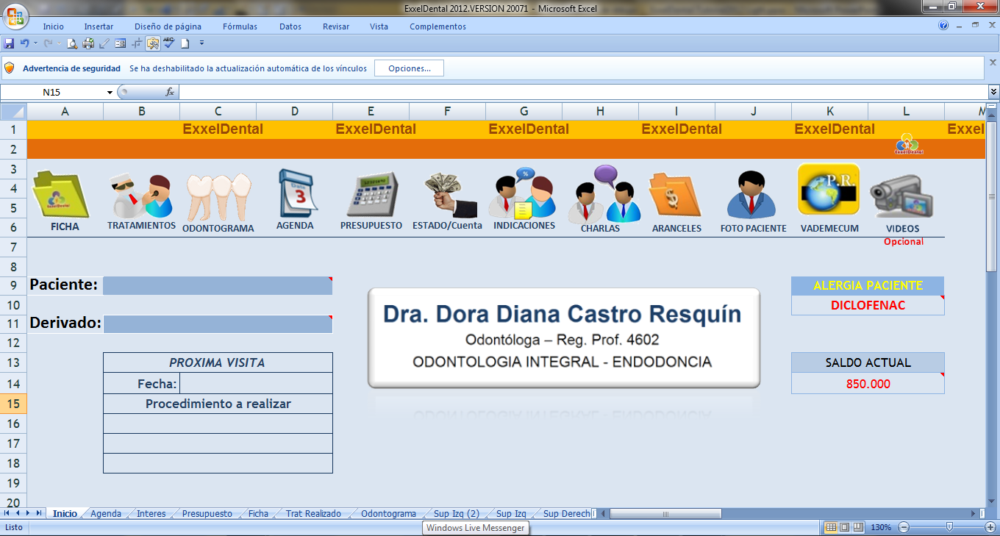 ExxelDental 2012.VERSION 20071 - Microsoft Excel
Inicio Insertar Diseño de página Fórmulas Datos Revisar Vista Complementos
ABC
Advertencia de seguridad Se ha deshabilitado la actualización automática de los vínculos Opciones...
N15 fx
A B C D E F G H I J K L M
1 ExxelDental ExxelDental ExxelDental ExxelDental ExxelDental Exxel
2 ExxelDental
3
4
5
6
FICHA TRATAMIENTOS ODONTOGRAMA AGENDA PRESUPUESTO ESTADO/Cuenta INDICACIONES CHARLAS ARANCELES FOTO PACIENTE VADEMECUM VIDEOS
Date 3
%
$
P.R.
7 Opcional
8
9 Paciente: ALERGIA PACIENTE
10 DICLOFENAC
11 Derivado:
Dra. Dora Diana Castro Resquín
Odontóloga – Reg. Prof. 4602
ODONTOLOGIA INTEGRAL - ENDODONCIA
12
13 PROXIMA VISITA SALDO ACTUAL
14 Fecha: 850.000
15 Procedimiento a realizar
16
17
18
19
20
Inicio Agenda Interes Presupuesto Ficha Trat Realizado Odontograma Sup Izq (2) Sup Izq Sup Derech
Listo Windows Live Messenger 130%